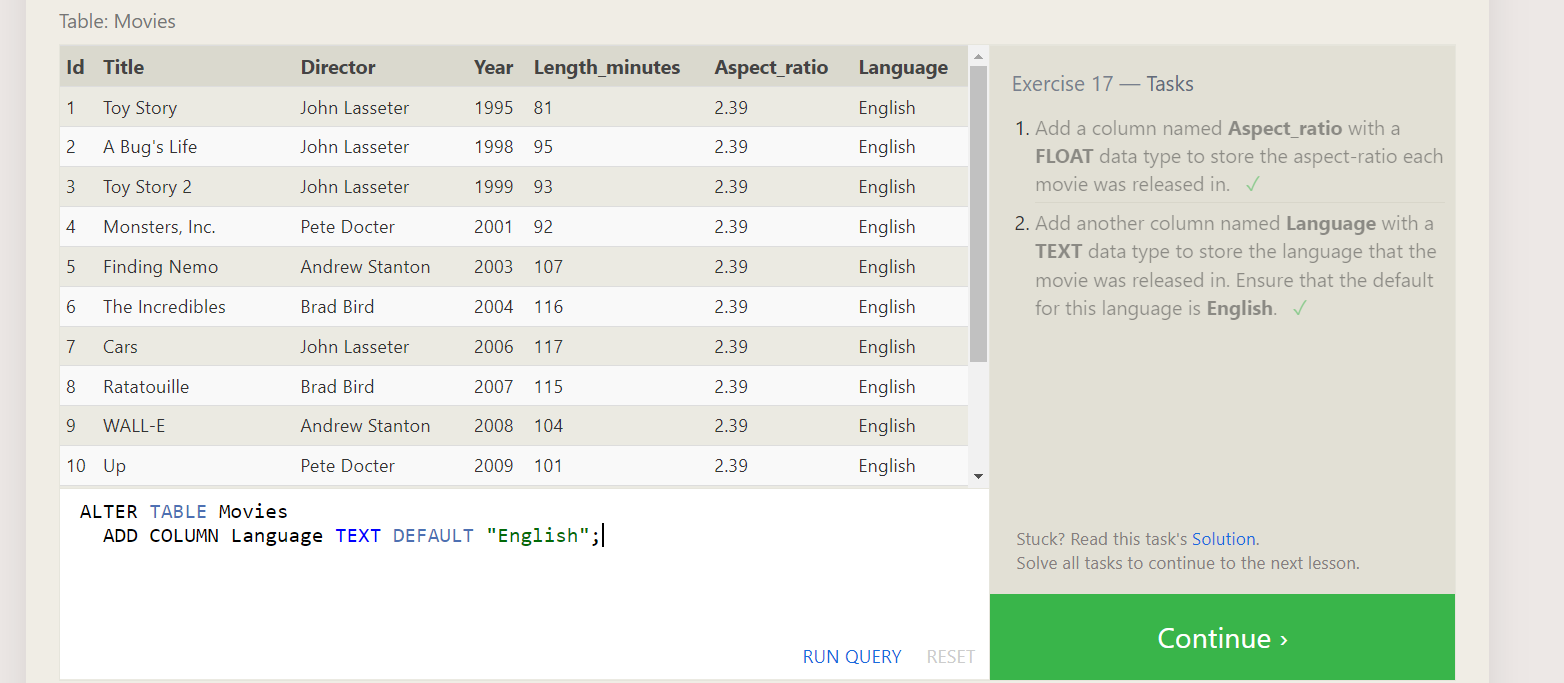 Table: Movies
Id Title Director Year Length_minutes Aspect_ratio Language
1 Toy Story John Lasseter 1995 81 2.39 English
2 A Bug's Life John Lasseter 1998 95 2.39 English
3 Toy Story 2 John Lasseter 1999 93 2.39 English
4 Monsters, Inc. Pete Docter 2001 92 2.39 English
5 Finding Nemo Andrew Stanton 2003 107 2.39 English
6 The Incredibles Brad Bird 2004 116 2.39 English
7 Cars John Lasseter 2006 117 2.39 English
8 Ratatouille Brad Bird 2007 115 2.39 English
9 WALL-E Andrew Stanton 2008 104 2.39 English
10 Up Pete Docter 2009 101 2.39 English
ALTER TABLE Movies
ADD COLUMN Language TEXT DEFAULT "English";
RUN QUERY RESET
Exercise 17 — Tasks
1. Add a column named Aspect_ratio with a
FLOAT data type to store the aspect-ratio each
movie was released in. ✓
2. Add another column named Language with a
TEXT data type to store the language that the
movie was released in. Ensure that the default
for this language is English. ✓
Stuck? Read this task's Solution.
Solve all tasks to continue to the next lesson.
Continue ›